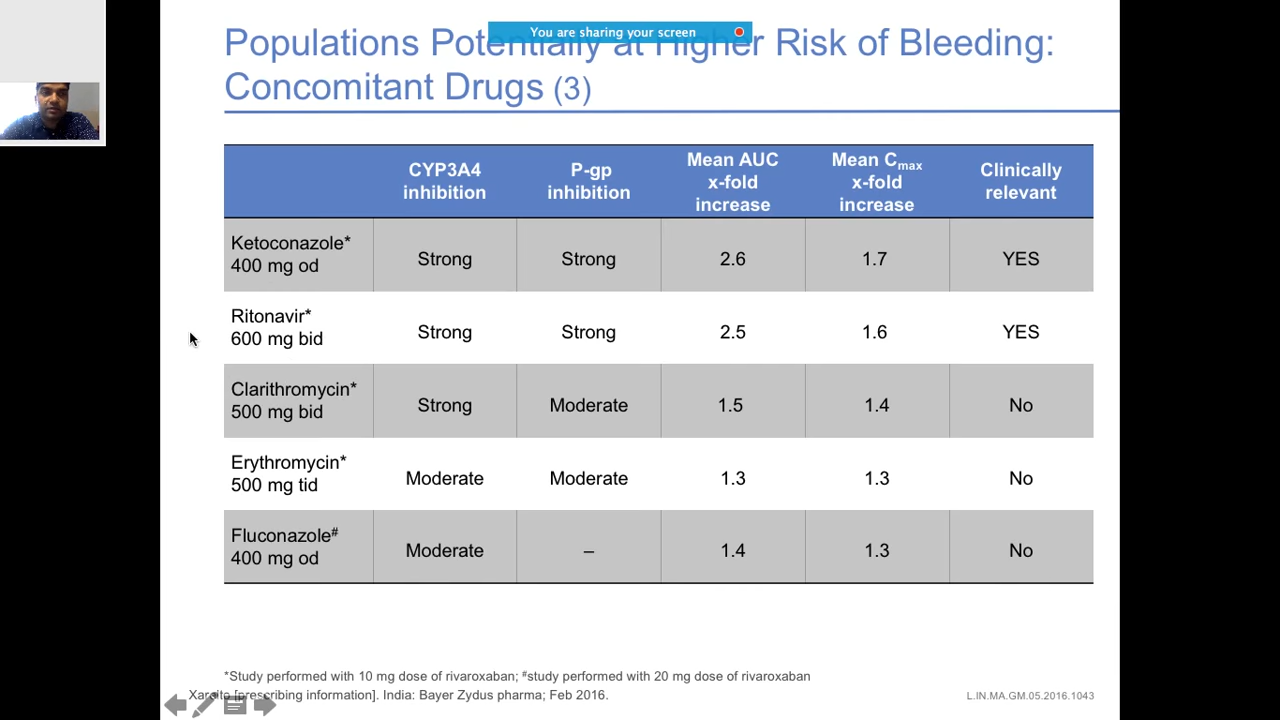 You are sharing your screen
Populations Potentially at Higher Risk of Bleeding:
Concomitant Drugs (3)
CYP3A4 inhibition
P-gp inhibition
Mean AUC x-fold increase
Mean Cmax x-fold increase
Clinically relevant
Ketoconazole* 400 mg od
Strong
Strong
2.6
1.7
YES
Ritonavir* 600 mg bid
Strong
Strong
2.5
1.6
YES
Clarithromycin* 500 mg bid
Strong
Moderate
1.5
1.4
No
Erythromycin* 500 mg tid
Moderate
Moderate
1.3
1.3
No
Fluconazole# 400 mg od
Moderate
–
1.4
1.3
No
*Study performed with 10 mg dose of rivaroxaban; #study performed with 20 mg dose of rivaroxaban
[prescribing information]. India: Bayer Zydus pharma; Feb 2016.
L.IN.MA.GM.05.2016.1043